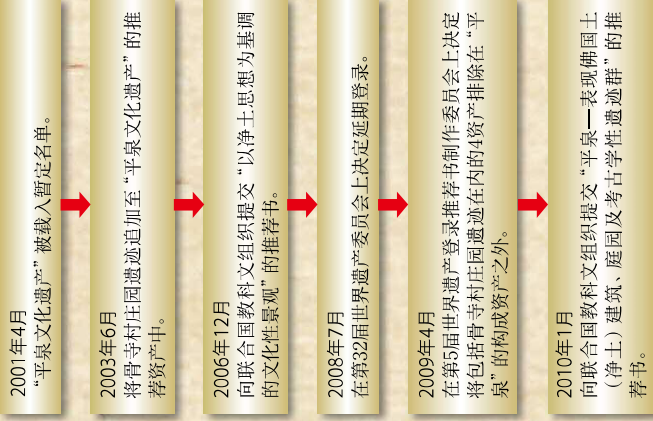 2001年4月
“平泉文化遗产”被载入暂定名单。
2003年6月
将骨寺村庄园遗迹追加至“平泉文化遗产”的推
荐资产中。
2006年12月
向联合国教科文组织提交“以净土思想为基调
的文化性景观”的推荐书。
2008年7月
在第32届世界遗产委员会上决定延期登录。
2009年4月
在第5届世界遗产登录推荐书制作委员会上决定
将包括骨寺村庄园遗迹在内的4资产排除在“平
泉”的构成资产之外。
2010年1月
向联合国教科文组织提交“平泉—表现佛国土
（净土）建筑、庭园及考古学性遗迹群”的推
荐书。